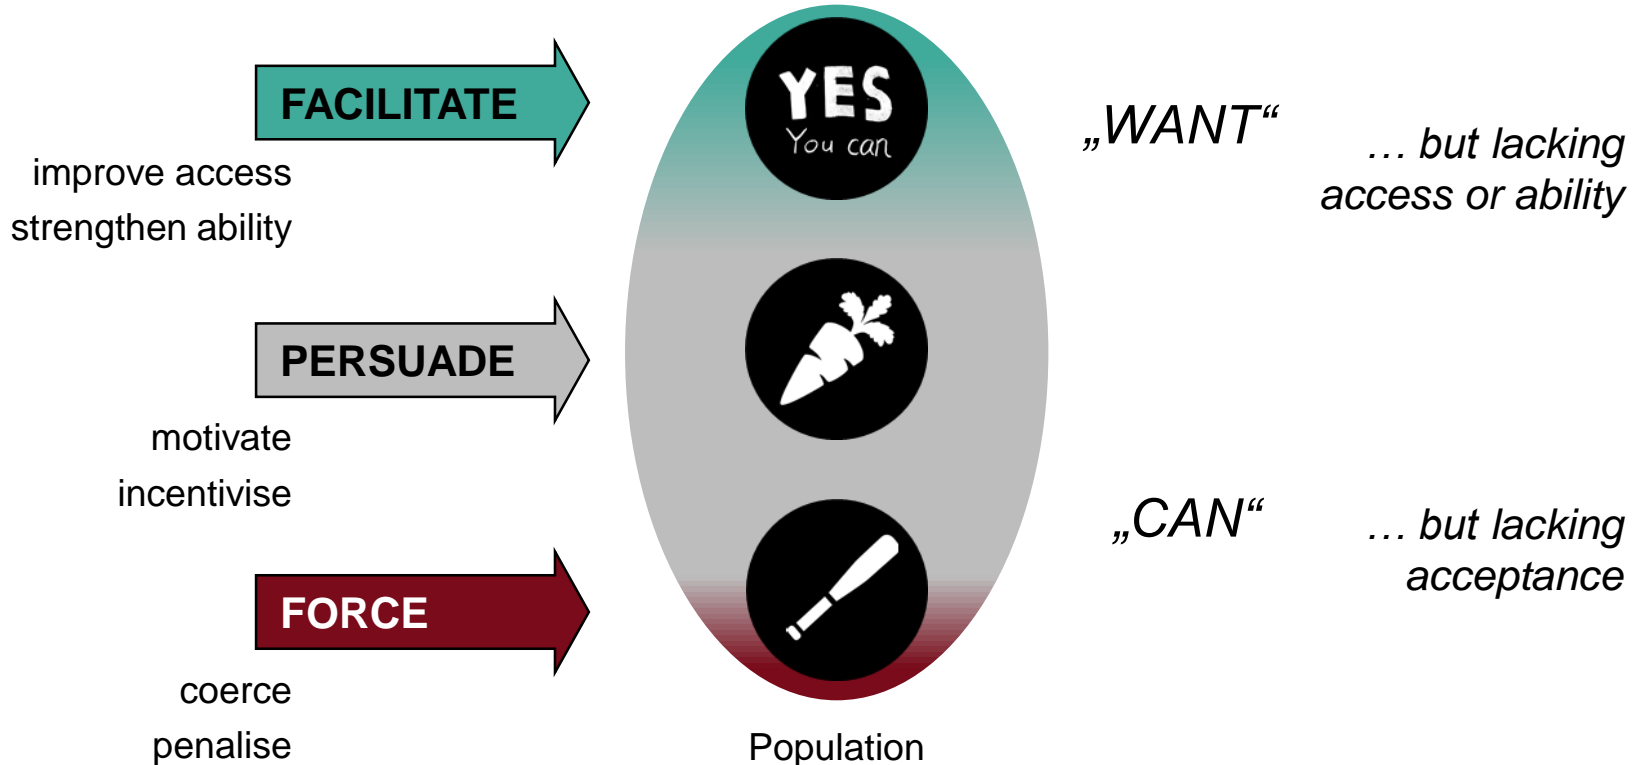 FACILITATE
improve access
strengthen ability
PERSUADE
motivate
incentivise
FORCE
coerce
penalise
YES
You can
Population
„WANT“
… but lacking
access or ability
„CAN“
… but lacking
acceptance